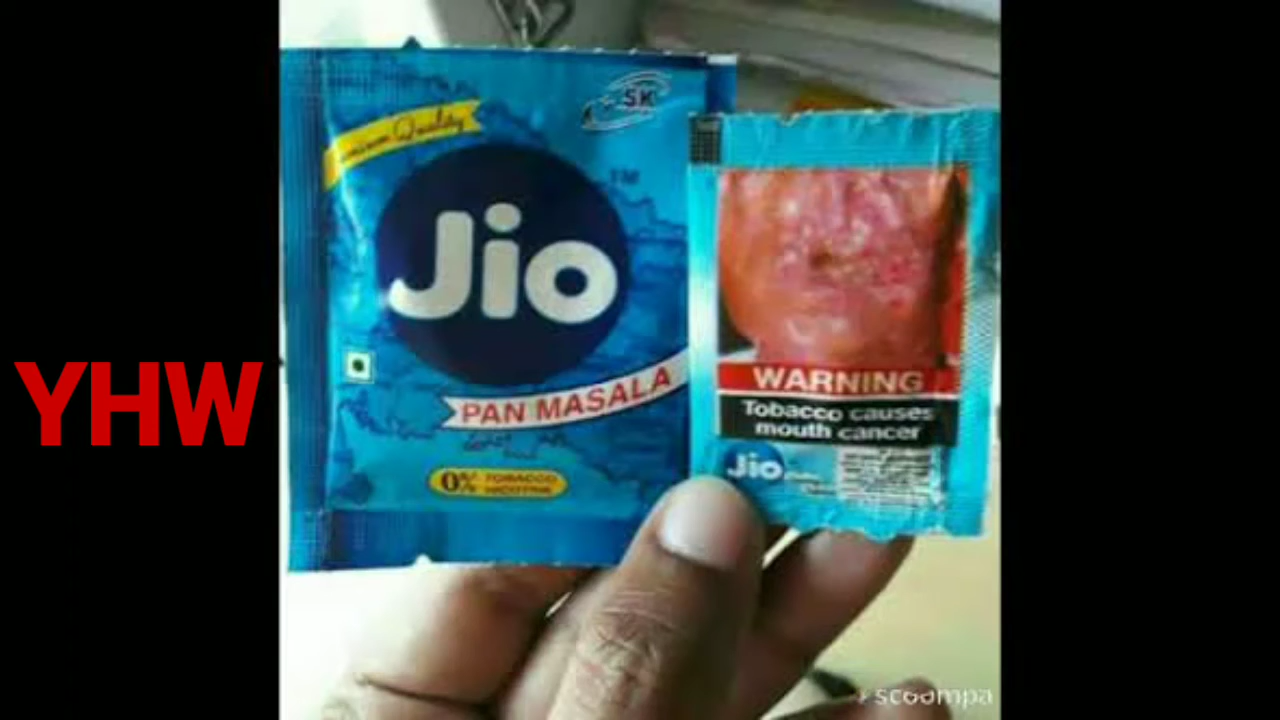 YHW
Premium Quality
SK
TM
Jio
PAN MASALA
0% TOBACCO
NICOTINE
WARNING
Tobacco causes
mouth cancer
Jio
scoompa